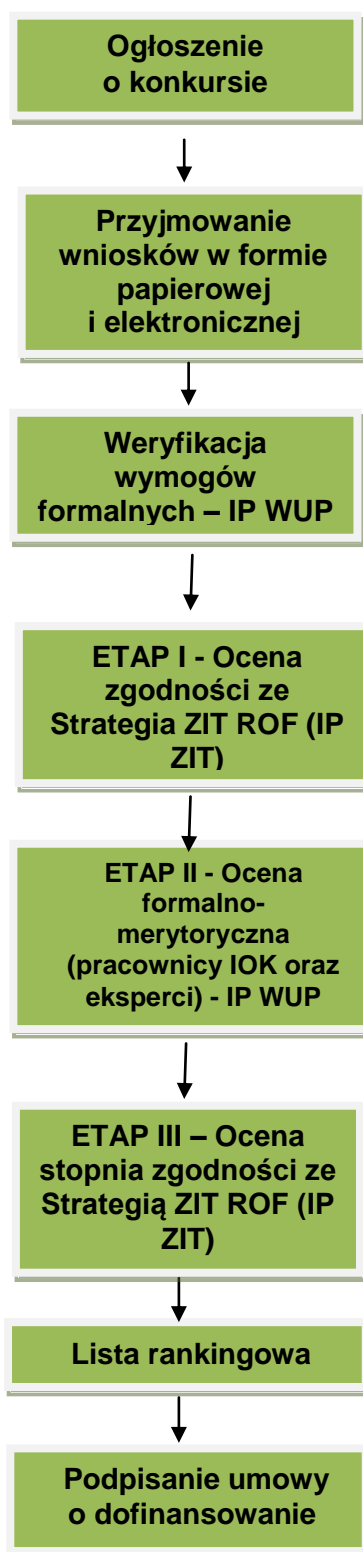 Ogłoszenie
o konkursie
Przyjmowanie
wniosków w formie
papierowej
i elektronicznej
Weryfikacja
wymogów
formalnych – IP WUP
ETAP I - Ocena
zgodności ze
Strategia ZIT ROF (IP
ZIT)
ETAP II - Ocena
formalno-
merytoryczna
(pracownicy IOK oraz
eksperci) - IP WUP
ETAP III – Ocena
stopnia zgodności ze
Strategią ZIT ROF (IP
ZIT)
Lista rankingowa
Podpisanie umowy
o dofinansowanie